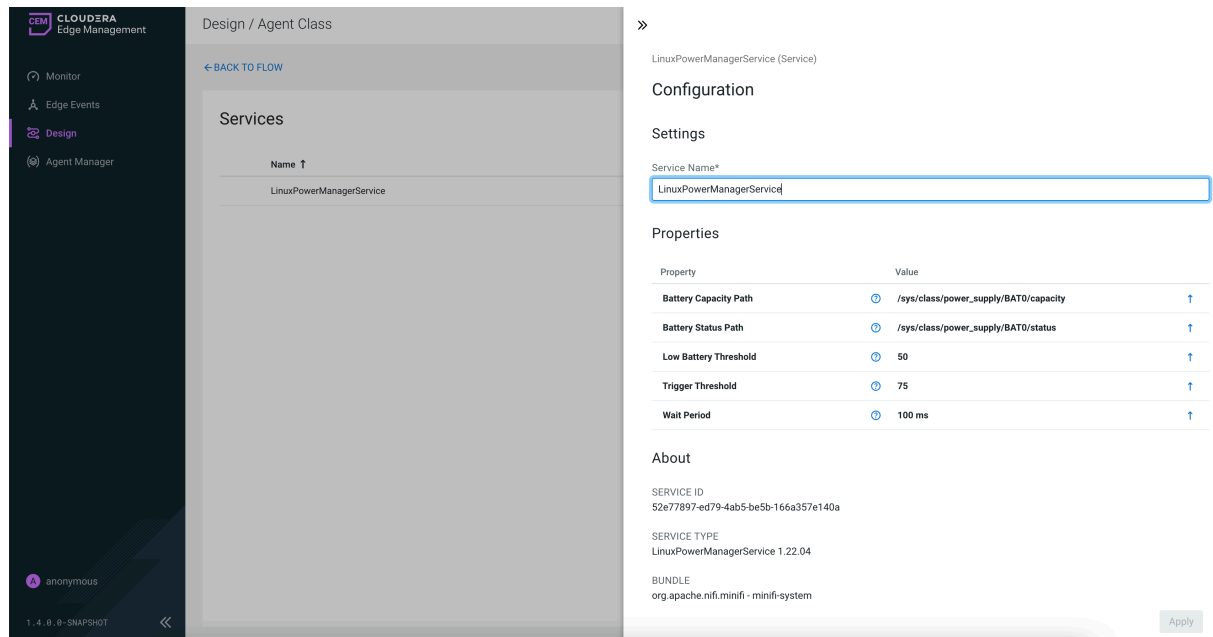 CEM CLOUDERA
Edge Management
Monitor
Edge Events
Design
Agent Manager
A anonymous
1.4.0.0-SNAPSHOT
Design / Agent Class
BACK TO FLOW
Services
Name
LinuxPowerManagerService
LinuxPowerManagerService (Service)
Configuration
Settings
Service Name*
LinuxPowerManagerService
Properties
Property Value
Battery Capacity Path /sys/class/power_supply/BAT0/capacity
Battery Status Path /sys/class/power_supply/BAT0/status
Low Battery Threshold 50
Trigger Threshold 75
Wait Period 100 ms
About
SERVICE ID
52e77897-ed79-4ab5-be5b-166a357e140a
SERVICE TYPE
LinuxPowerManagerService 1.22.04
BUNDLE
org.apache.nifi.minifi - minifi-system
Apply